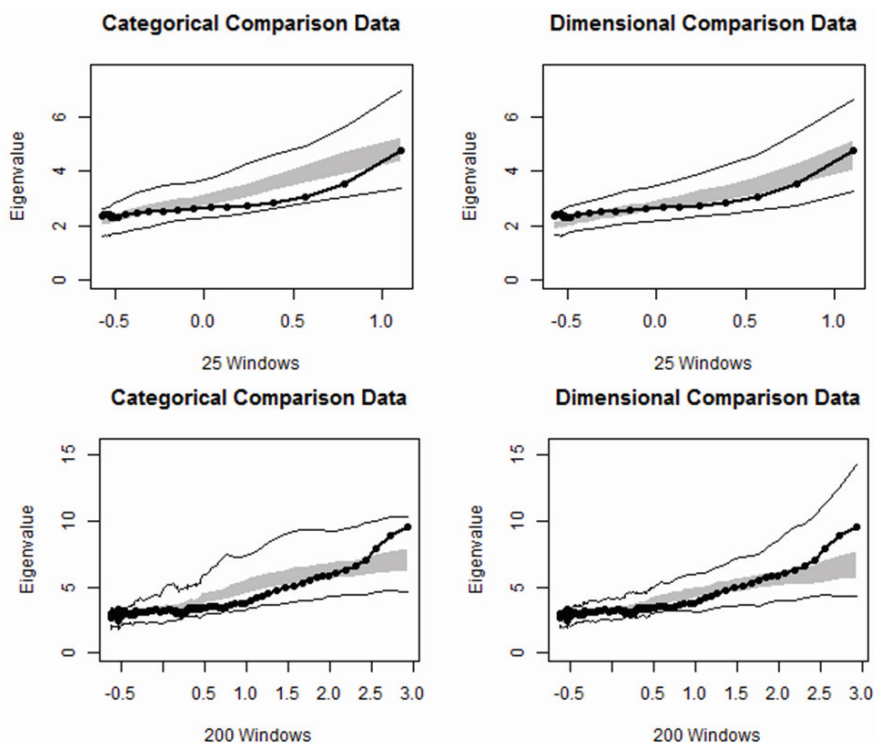 Categorical Comparison Data
Dimensional Comparison Data
Eigenvalue
6
4
2
0
-0.5 0.0 0.5 1.0
25 Windows
Eigenvalue
6
4
2
0
-0.5 0.0 0.5 1.0
25 Windows
Categorical Comparison Data
Dimensional Comparison Data
Eigenvalue
15
10
5
0
-0.5 0.5 1.0 1.5 2.0 2.5 3.0
200 Windows
Eigenvalue
15
10
5
0
-0.5 0.5 1.0 1.5 2.0 2.5 3.0
200 Windows